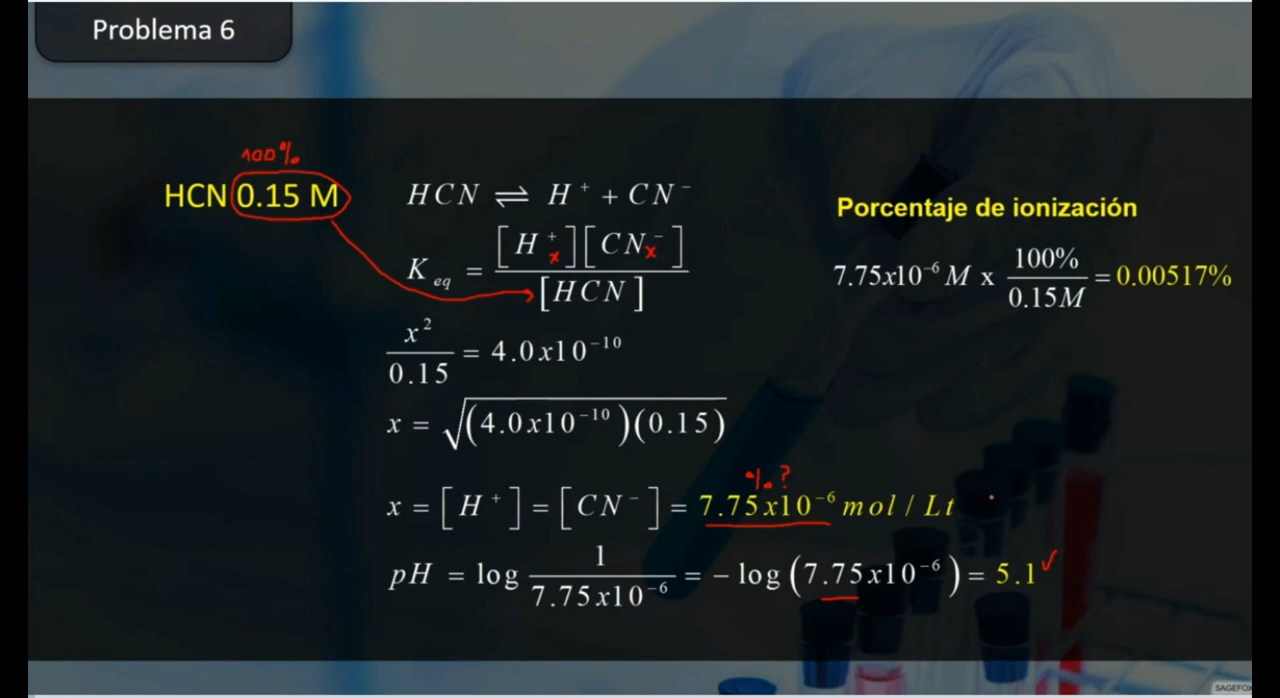 Problema 6
100%
HCN 0.15 M
HCN ⇌ H⁺ + CN⁻
K_eq = [H⁺][CN⁻] / [HCN]
x x
x² / 0.15 = 4.0x10⁻¹⁰
x = √(4.0x10⁻¹⁰)(0.15)
%?
x = [H⁺] = [CN⁻] = 7.75x10⁻⁶ mol / Lt
pH = log 1 / 7.75x10⁻⁶ = – log (7.75x10⁻⁶) = 5.1 ✓
Porcentaje de ionización
7.75x10⁻⁶ M x 100% / 0.15M = 0.00517%
SAGEFOX